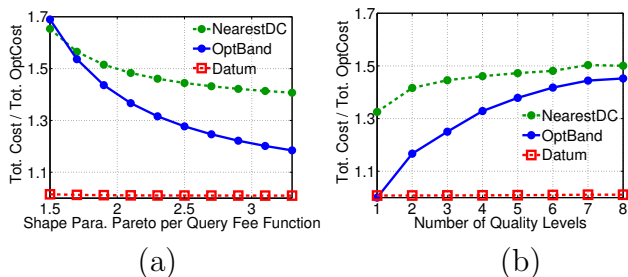 Tot. Cost / Tot. OptCost
1.7
1.5
1.3
1.1
NearestDC
OptBand
Datum
1.5 2 2.5 3
Shape Para. Pareto per Query Fee Function
(a)
Tot. Cost / Tot. OptCost
1.7
1.5
1.3
1.1
NearestDC
OptBand
Datum
1 2 3 4 5 6 7 8
Number of Quality Levels
(b)